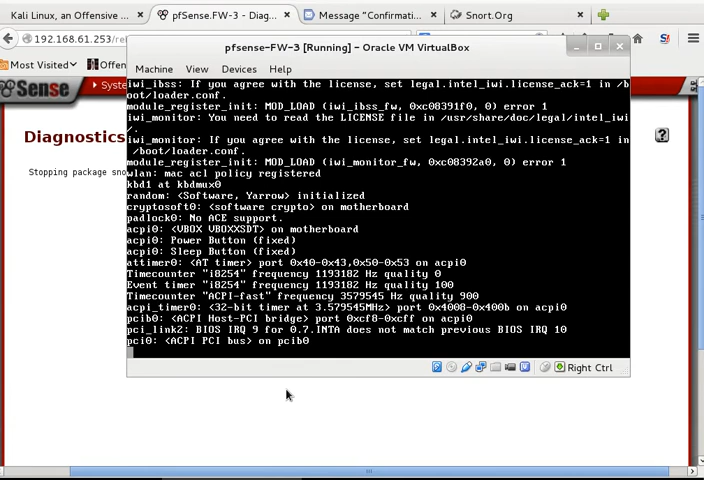 Kali Linux, an Offensive ...
pfSense.FW-3 - Diag...
Message "Confirmati...
Snort.Org
192.168.61.253/re
Most Visited
Offen
Sense
Syste
Diagnostics
Stopping package sno
pfsense-FW-3 [Running] - Oracle VM VirtualBox
Machine View Devices Help
iwi_ibss: If you agree with the license, set legal.intel_iwi.license_ack=1 in /b
oot/loader.conf.
module_register_init: MOD_LOAD (iwi_ibss_fw, 0xc08391f0, 0) error 1
iwi_monitor: You need to read the LICENSE file in /usr/share/doc/legal/intel_iwi
/.
iwi_monitor: If you agree with the license, set legal.intel_iwi.license_ack=1 in
/boot/loader.conf.
module_register_init: MOD_LOAD (iwi_monitor_fw, 0xc08392a0, 0) error 1
wlan: mac acl policy registered
kbd1 at kbdmux0
random: <Software, Yarrow> initialized
cryptosoft0: <software crypto> on motherboard
padlock0: No ACE support.
acpi0: <VBOX VBOXXSDT> on motherboard
acpi0: Power Button (fixed)
acpi0: Sleep Button (fixed)
attimer0: <AT timer> port 0x40-0x43,0x50-0x53 on acpi0
Timecounter "i8254" frequency 1193182 Hz quality 0
Event timer "i8254" frequency 1193182 Hz quality 100
Timecounter "ACPI-fast" frequency 3579545 Hz quality 900
acpi_timer0: <32-bit timer at 3.579545MHz> port 0x4008-0x400b on acpi0
pcib0: <ACPI Host-PCI bridge> port 0xcf8-0xcff on acpi0
pci_link2: BIOS IRQ 9 for 0.7.INTA does not match previous BIOS IRQ 10
pci0: <ACPI PCI bus> on pcib0
Right Ctrl